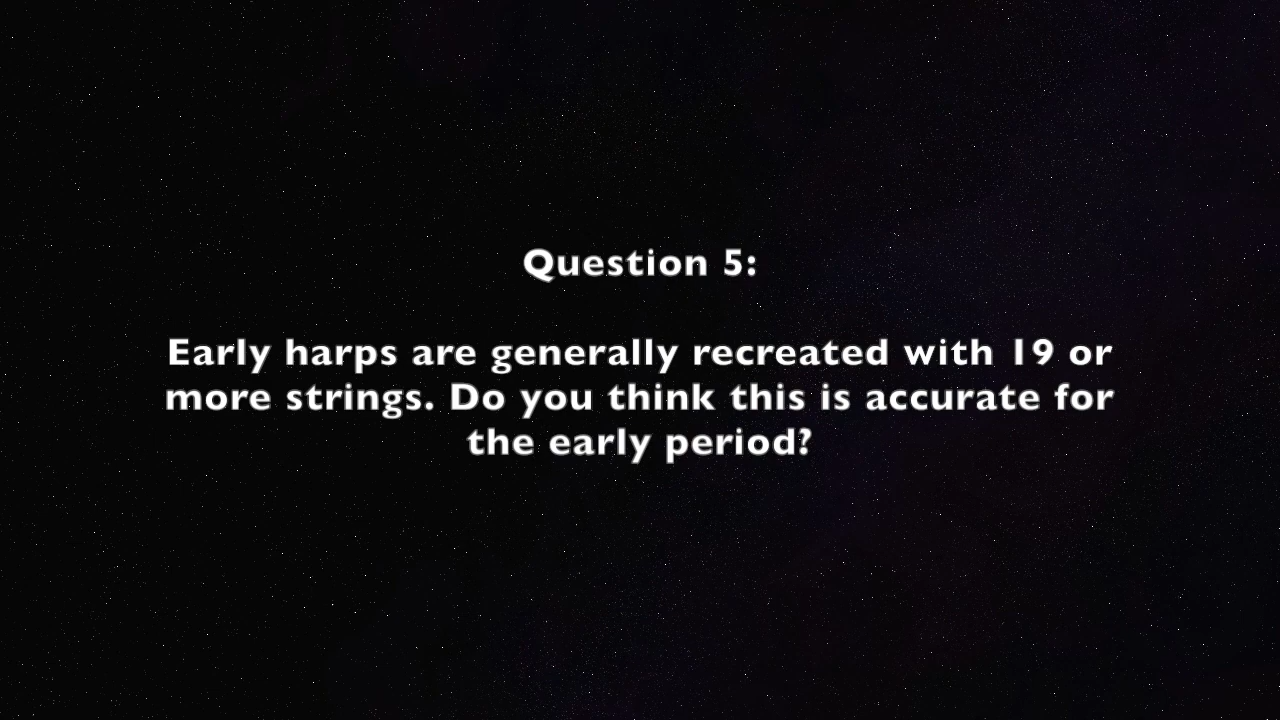 Question 5:
Early harps are generally recreated with 19 or
more strings. Do you think this is accurate for
the early period?